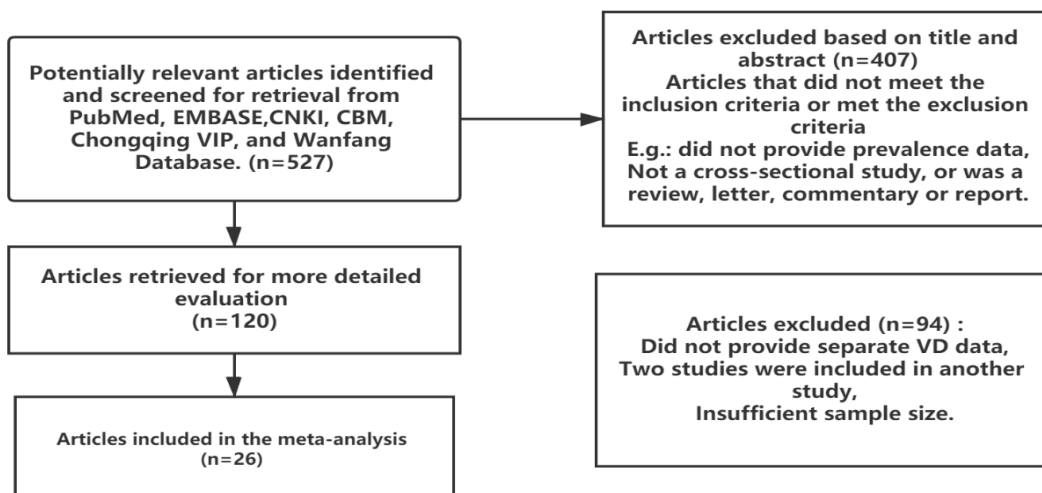 Potentially relevant articles identified
and screened for retrieval from
PubMed, EMBASE,CNKI, CBM,
Chongqing VIP, and Wanfang
Database. (n=527)
Articles excluded based on title and
abstract (n=407)
Articles that did not meet the
inclusion criteria or met the exclusion
criteria
E.g.: did not provide prevalence data,
Not a cross-sectional study, or was a
review, letter, commentary or report.
Articles retrieved for more detailed
evaluation
(n=120)
Articles excluded (n=94) :
Did not provide separate VD data,
Two studies were included in another
study,
Insufficient sample size.
Articles included in the meta-analysis
(n=26)